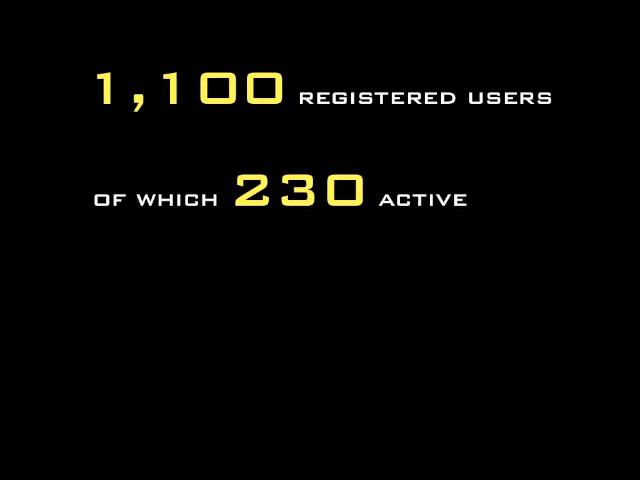 1,100 REGISTERED USERS
OF WHICH 230 ACTIVE